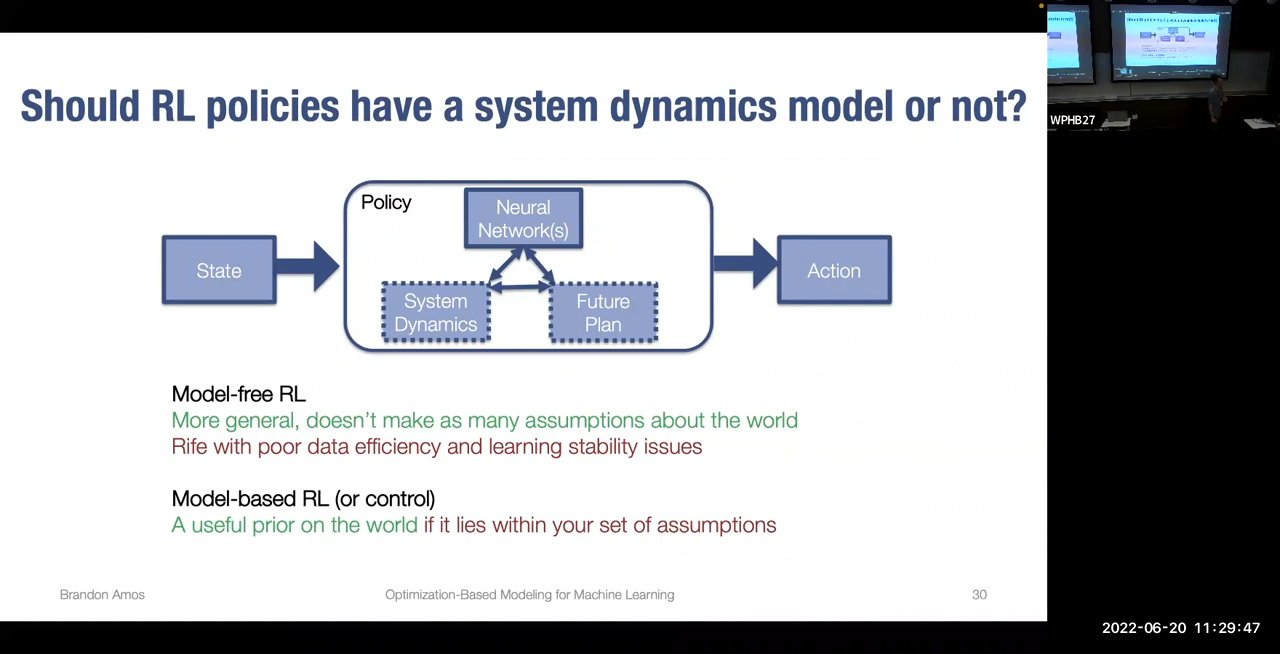 Should RL policies have a system dynamics model or not?
Policy
Neural
Network(s)
State
System
Dynamics
Future
Plan
Action
Model-free RL
More general, doesn't make as many assumptions about the world
Rife with poor data efficiency and learning stability issues
Model-based RL (or control)
A useful prior on the world if it lies within your set of assumptions
Brandon Amos
Optimization-Based Modeling for Machine Learning
30
WPHB27
2022-06-20 11:29:47